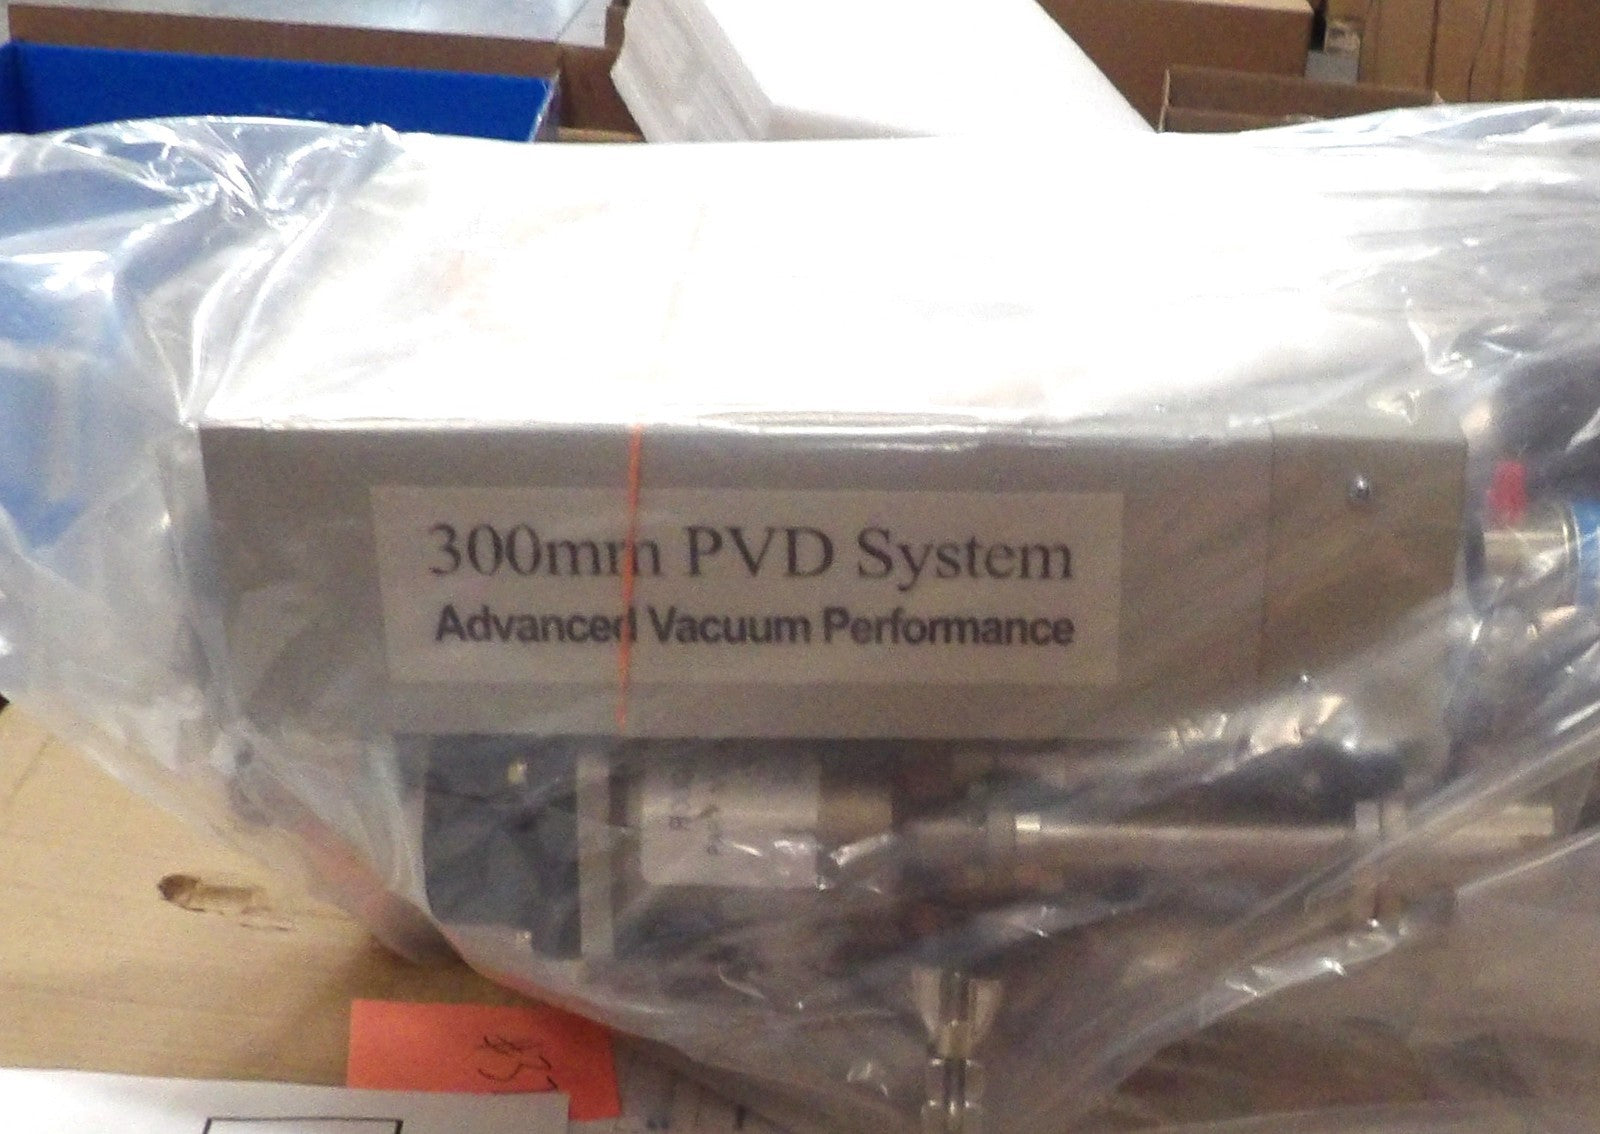 300mm PVD System
Advanced Vacuum Performance